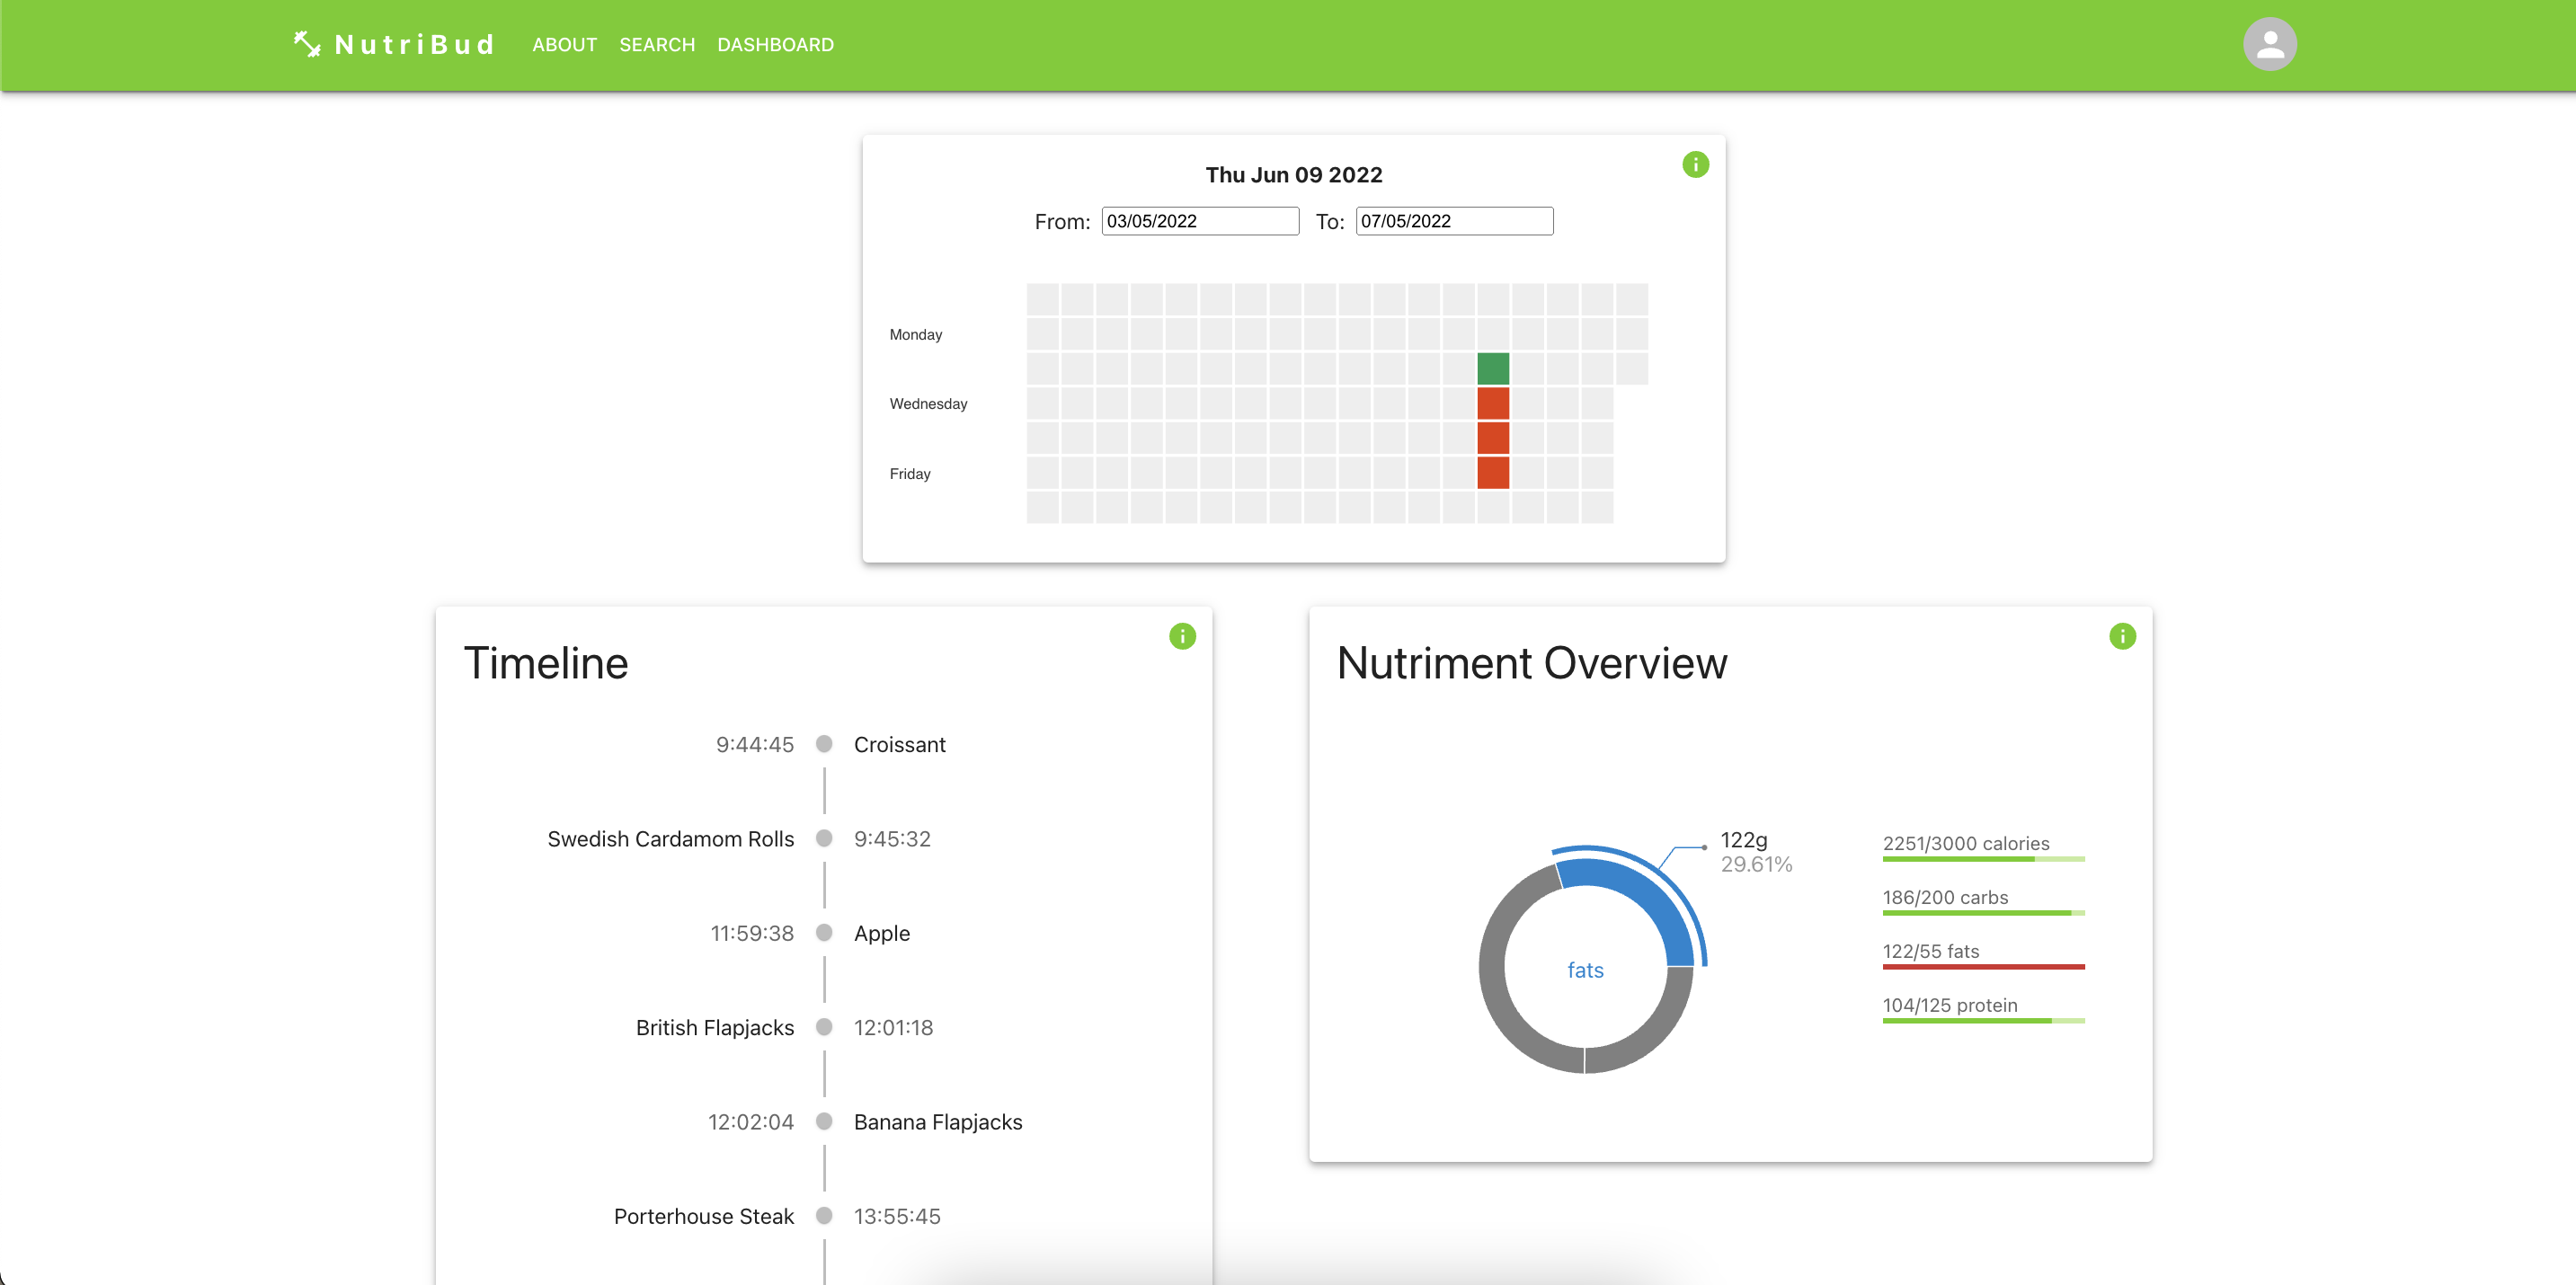 NutriBud ABOUT SEARCH DASHBOARD
Thu Jun 09 2022
From: 03/05/2022 To: 07/05/2022
Monday
Wednesday
Friday
Timeline
9:44:45 Croissant
Swedish Cardamom Rolls 9:45:32
11:59:38 Apple
British Flapjacks 12:01:18
12:02:04 Banana Flapjacks
Porterhouse Steak 13:55:45
Nutriment Overview
122g
29.61%
fats
2251/3000 calories
186/200 carbs
122/55 fats
104/125 protein